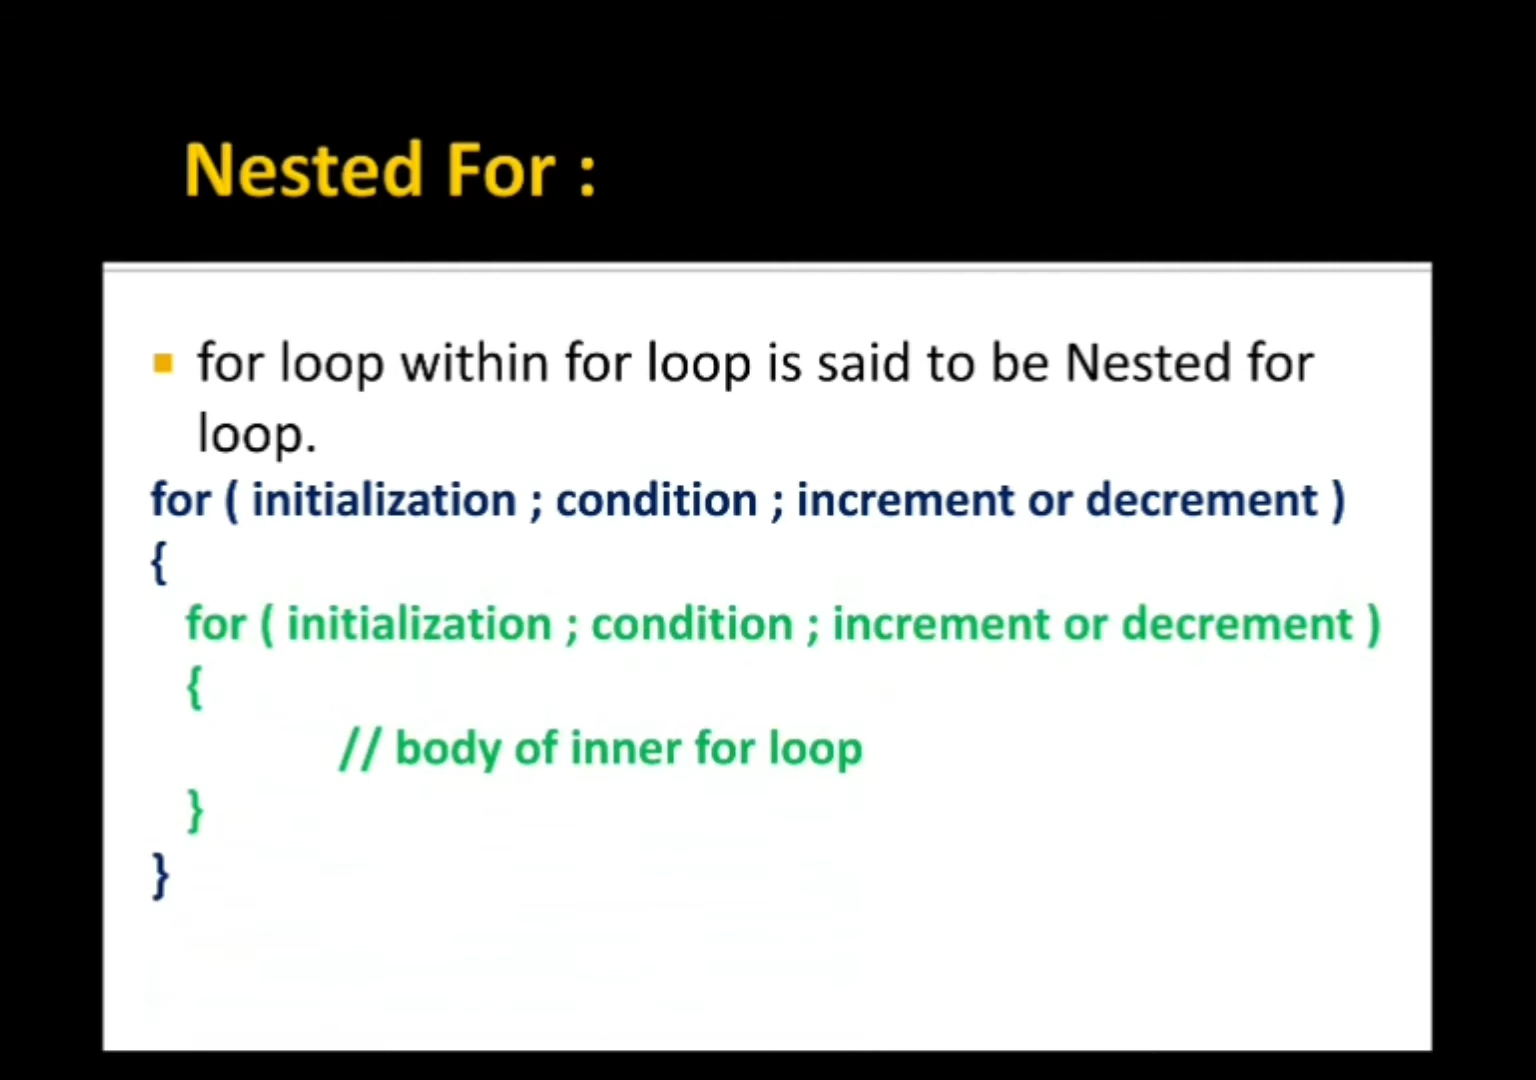 Nested For :
for loop within for loop is said to be Nested for
loop.
for ( initialization ; condition ; increment or decrement )
{
for ( initialization ; condition ; increment or decrement )
{
// body of inner for loop
}
}